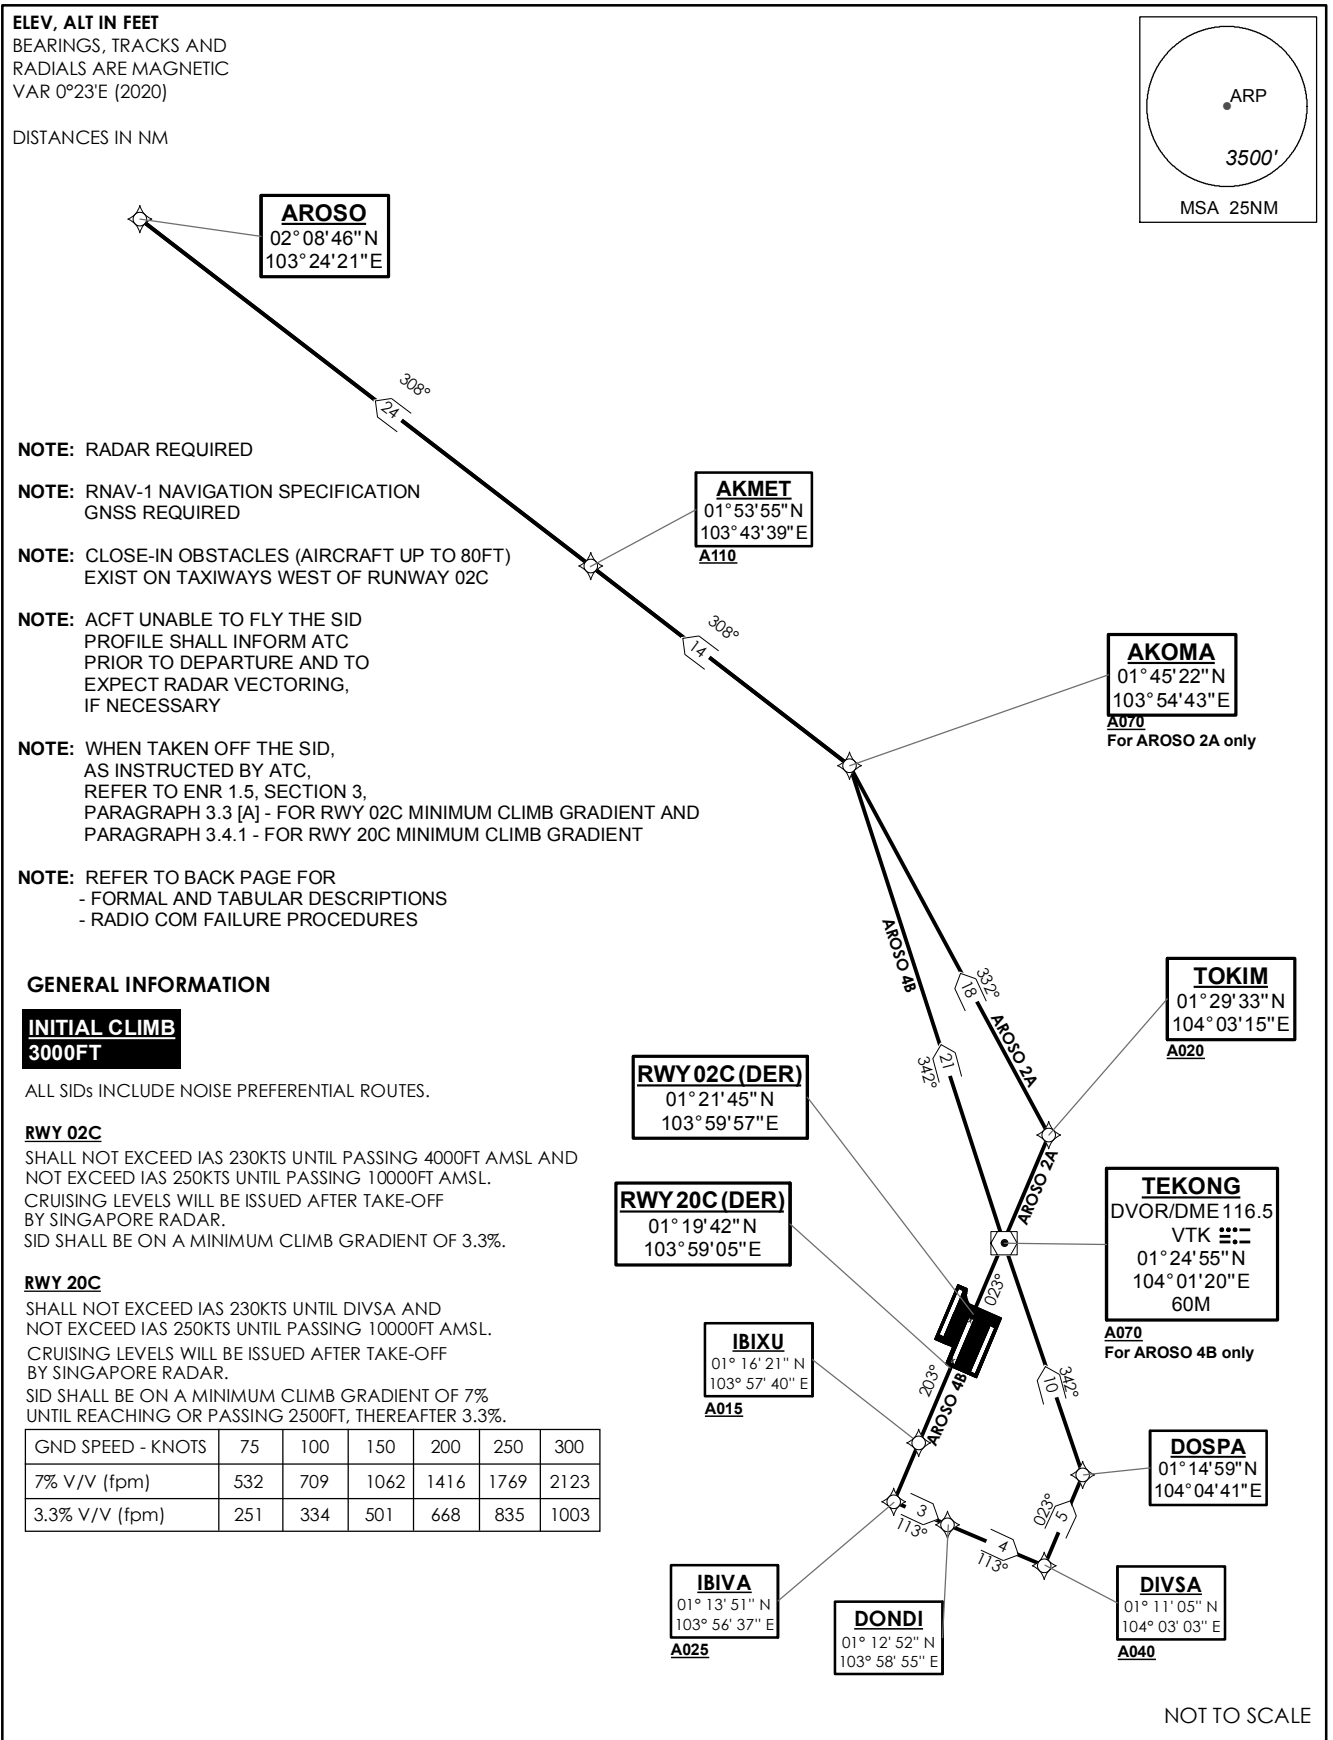 ELEV, ALT IN FEET
BEARINGS, TRACKS AND
RADIALS ARE MAGNETIC
VAR 0°23'E (2020)
DISTANCES IN NM
ARP
3500'
MSA 25NM
AROSO
02°08'46"N
103°24'21"E
308°
24
NOTE: RADAR REQUIRED
NOTE: RNAV-1 NAVIGATION SPECIFICATION
GNSS REQUIRED
NOTE: CLOSE-IN OBSTACLES (AIRCRAFT UP TO 80FT)
EXIST ON TAXIWAYS WEST OF RUNWAY 02C
NOTE: ACFT UNABLE TO FLY THE SID
PROFILE SHALL INFORM ATC
PRIOR TO DEPARTURE AND TO
EXPECT RADAR VECTORING,
IF NECESSARY
NOTE: WHEN TAKEN OFF THE SID,
AS INSTRUCTED BY ATC,
REFER TO ENR 1.5, SECTION 3,
PARAGRAPH 3.3 [A] - FOR RWY 02C MINIMUM CLIMB GRADIENT AND
PARAGRAPH 3.4.1 - FOR RWY 20C MINIMUM CLIMB GRADIENT
NOTE: REFER TO BACK PAGE FOR
- FORMAL AND TABULAR DESCRIPTIONS
- RADIO COM FAILURE PROCEDURES
AKMET
01°53'55"N
103°43'39"E
A110
308°
14
AKOMA
01°45'22"N
103°54'43"E
A070
For AROSO 2A only
AROSO 4B
332°
18
AROSO 2A
21
342°
TOKIM
01°29'33"N
104°03'15"E
A020
AROSO 2A
GENERAL INFORMATION
INITIAL CLIMB
3000FT
ALL SIDs INCLUDE NOISE PREFERENTIAL ROUTES.
RWY 02C
SHALL NOT EXCEED IAS 230KTS UNTIL PASSING 4000FT AMSL AND
NOT EXCEED IAS 250KTS UNTIL PASSING 10000FT AMSL.
CRUISING LEVELS WILL BE ISSUED AFTER TAKE-OFF
BY SINGAPORE RADAR.
SID SHALL BE ON A MINIMUM CLIMB GRADIENT OF 3.3%.
RWY 20C
SHALL NOT EXCEED IAS 230KTS UNTIL DIVSA AND
NOT EXCEED IAS 250KTS UNTIL PASSING 10000FT AMSL.
CRUISING LEVELS WILL BE ISSUED AFTER TAKE-OFF
BY SINGAPORE RADAR.
SID SHALL BE ON A MINIMUM CLIMB GRADIENT OF 7%
UNTIL REACHING OR PASSING 2500FT, THEREAFTER 3.3%.
GND SPEED - KNOTS 75 100 150 200 250 300
7% V/V (fpm) 532 709 1062 1416 1769 2123
3.3% V/V (fpm) 251 334 501 668 835 1003
RWY 02C (DER)
01°21'45"N
103°59'57"E
RWY 20C (DER)
01°19'42"N
103°59'05"E
TEKONG
DVOR/DME 116.5
VTK
01°24'55"N
104°01'20"E
60M
A070
For AROSO 4B only
023°
IBIXU
01° 16' 21" N
103° 57' 40" E
A015
203°
AROSO 4B
342°
10
DOSPA
01°14'59"N
104°04'41"E
023°
5
3
113°
4
113°
IBIVA
01° 13' 51" N
103° 56' 37" E
A025
DONDI
01° 12' 52" N
103° 58' 55" E
DIVSA
01° 11' 05" N
104° 03' 03" E
A040
NOT TO SCALE